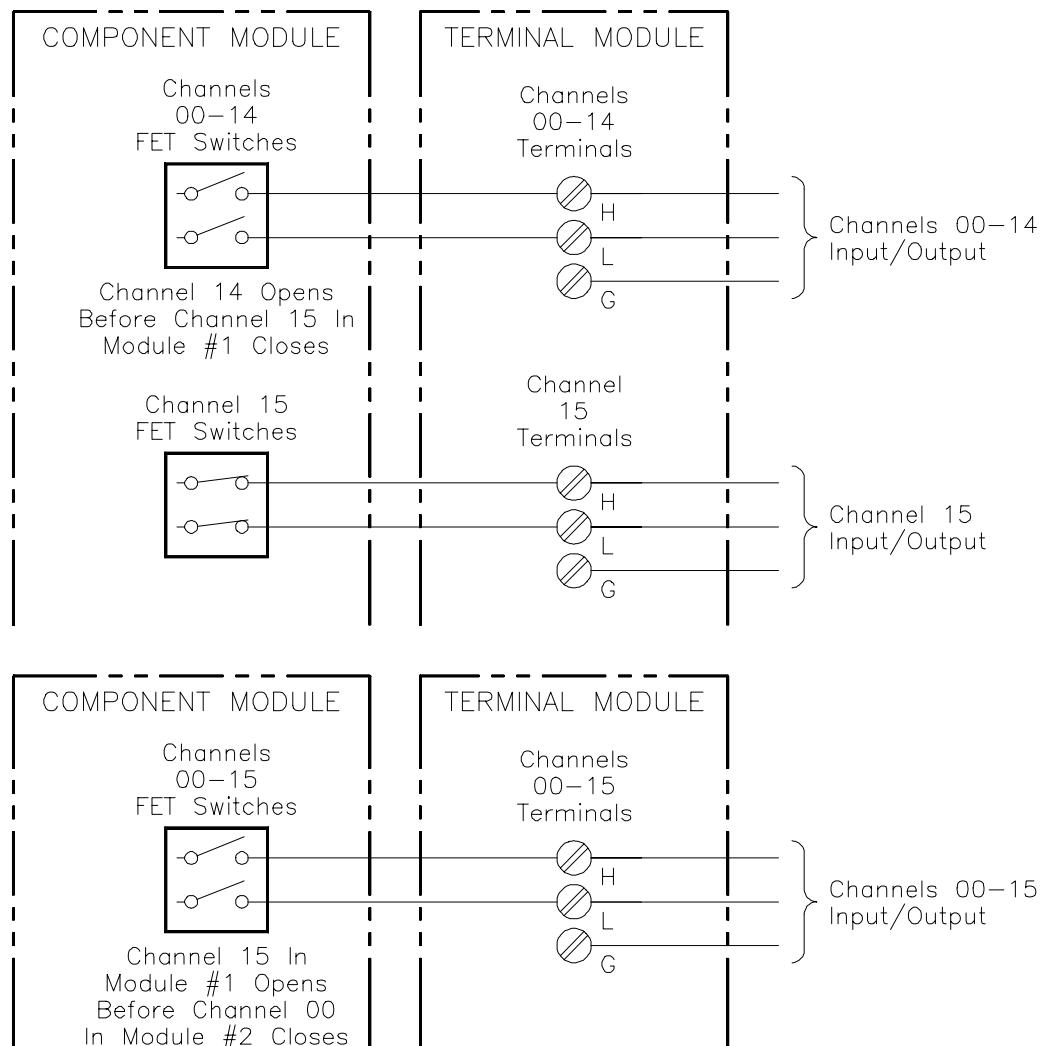 COMPONENT MODULE
TERMINAL MODULE
Channels
00-14
FET Switches
Channels
00-14
Terminals
H
L
G
Channels 00-14
Input/Output
Channel 14 Opens
Before Channel 15 In
Module #1 Closes
Channel 15
FET Switches
Channel
15
Terminals
H
L
G
Channel 15
Input/Output
COMPONENT MODULE
TERMINAL MODULE
Channels
00-15
FET Switches
Channels
00-15
Terminals
H
L
G
Channels 00-15
Input/Output
Channel 15 In
Module #1 Opens
Before Channel 00
In Module #2 Closes